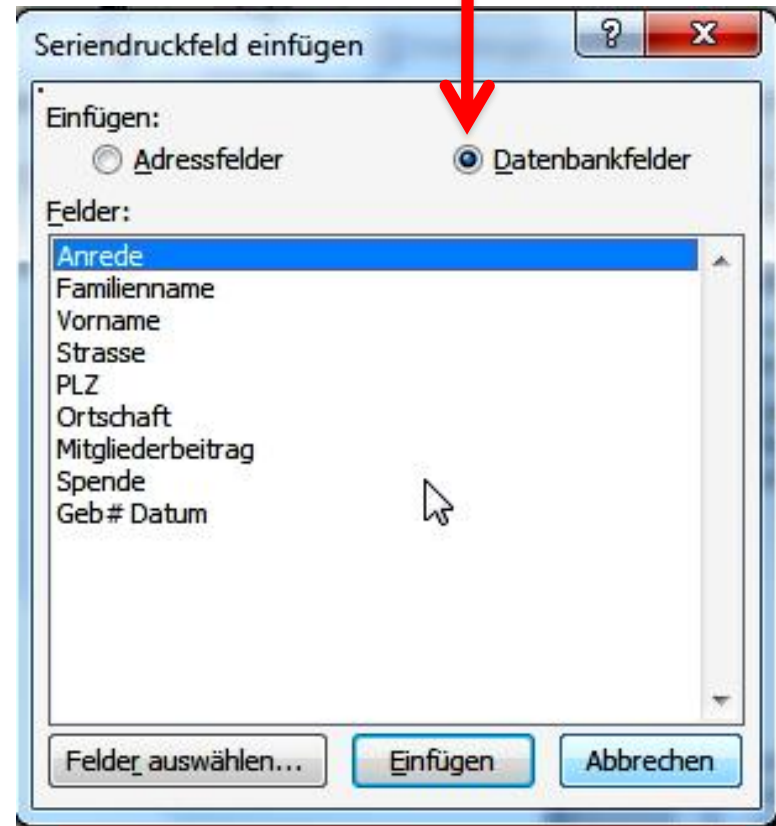 Seriendruckfeld einfügen
?
X
Einfügen:
Adressfelder
Datenbankfelder
Felder:
Anrede
Familienname
Vorname
Strasse
PLZ
Ortschaft
Mitgliederbeitrag
Spende
Geb# Datum
Felder auswählen... Einfügen Abbrechen